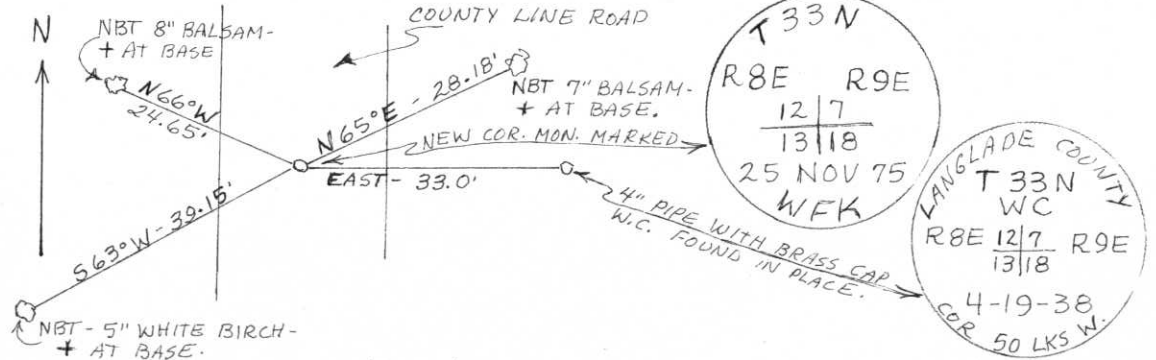 N
NBT 8" BALSAM-
+ AT BASE
COUNTY LINE ROAD
N66°W
24.65'
N65°E - 28.18'
NBT 7" BALSAM-
+ AT BASE.
NEW COR. MON. MARKED
EAST - 33.0'
S63°W - 39.15'
NBT - 5" WHITE BIRCH-
+ AT BASE.
4" PIPE WITH BRASS CAP
W.C. FOUND IN PLACE.
T 33N
R8E R9E
12 7
13 18
25 NOV 75
WFK
LANGLADE COUNTY
T 33N
WC
R8E 12 7 R9E
13 18
4-19-38
COR 50 LKS W.